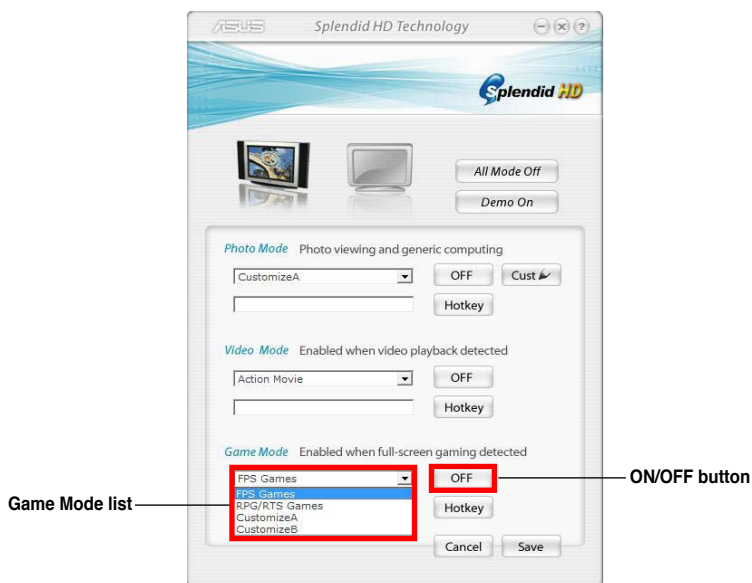 ASUS Splendid HD Technology
Splendid HD
All Mode Off
Demo On
Photo Mode Photo viewing and generic computing
CustomizeA OFF Cust
Hotkey
Video Mode Enabled when video playback detected
Action Movie OFF
Hotkey
Game Mode Enabled when full-screen gaming detected
FPS Games OFF ON/OFF button
FPS Games
Game Mode list RPG/RTS Games Hotkey
CustomizeA
CustomizeB
Cancel Save